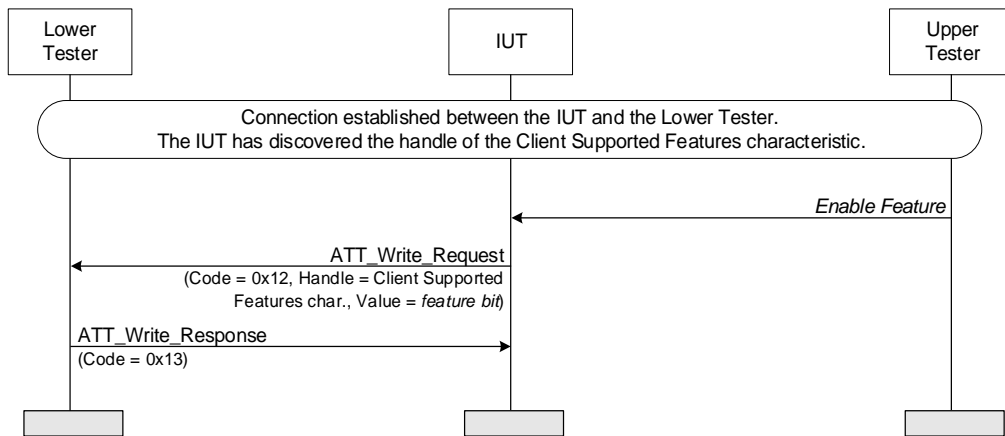 Lower
Tester
IUT
Upper
Tester
Connection established between the IUT and the Lower Tester.
The IUT has discovered the handle of the Client Supported Features characteristic.
Enable Feature
ATT_Write_Request
(Code = 0x12, Handle = Client Supported
Features char., Value = feature bit)
ATT_Write_Response
(Code = 0x13)